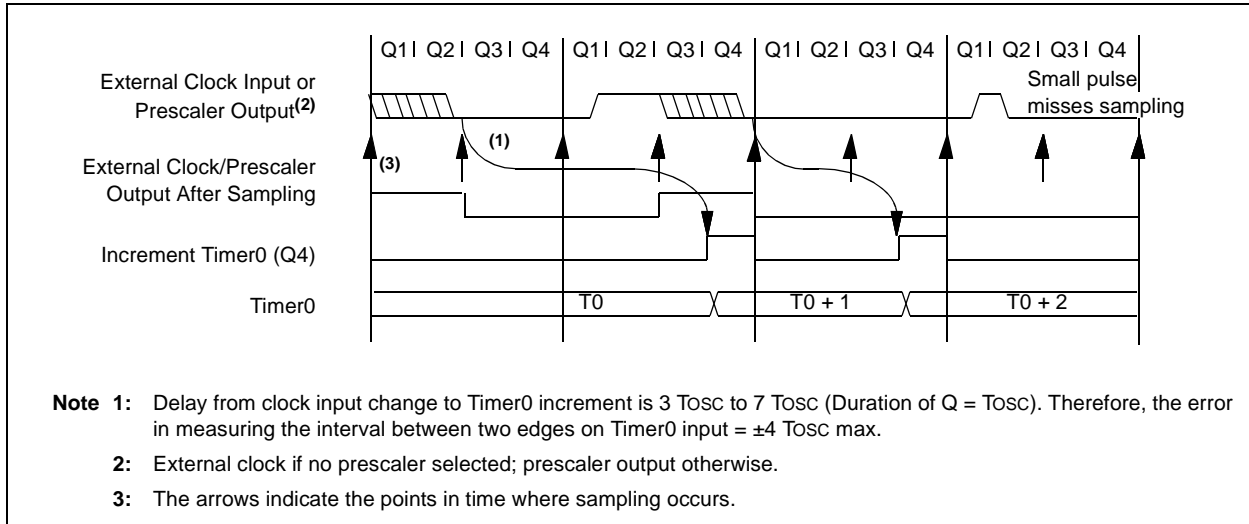 Q1 | Q2 | Q3 | Q4 Q1 | Q2 | Q3 | Q4 Q1 | Q2 | Q3 | Q4 Q1 | Q2 | Q3 | Q4
External Clock Input or
Prescaler Output(2)
Small pulse
misses sampling
(1)
(3)
External Clock/Prescaler
Output After Sampling
Increment Timer0 (Q4)
Timer0
T0 T0 + 1 T0 + 2
Note 1: Delay from clock input change to Timer0 increment is 3 TOSC to 7 TOSC (Duration of Q = TOSC). Therefore, the error
in measuring the interval between two edges on Timer0 input = ±4 TOSC max.
2: External clock if no prescaler selected; prescaler output otherwise.
3: The arrows indicate the points in time where sampling occurs.